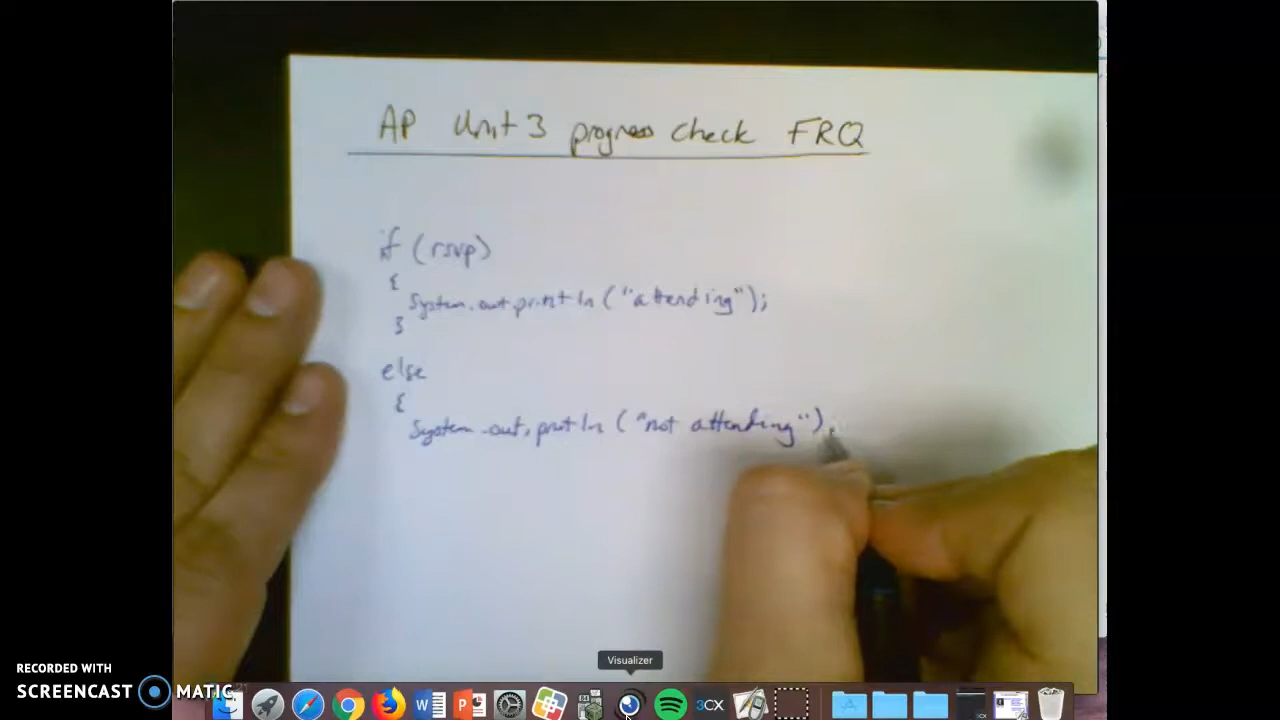 AP Unit 3 progress check FRQ
if (rsvp)
{
System.out.println ("attending");
}
else
{
System.out.println ("not attending")
Visualizer
RECORDED WITH
SCREENCAST MATIC
3CX